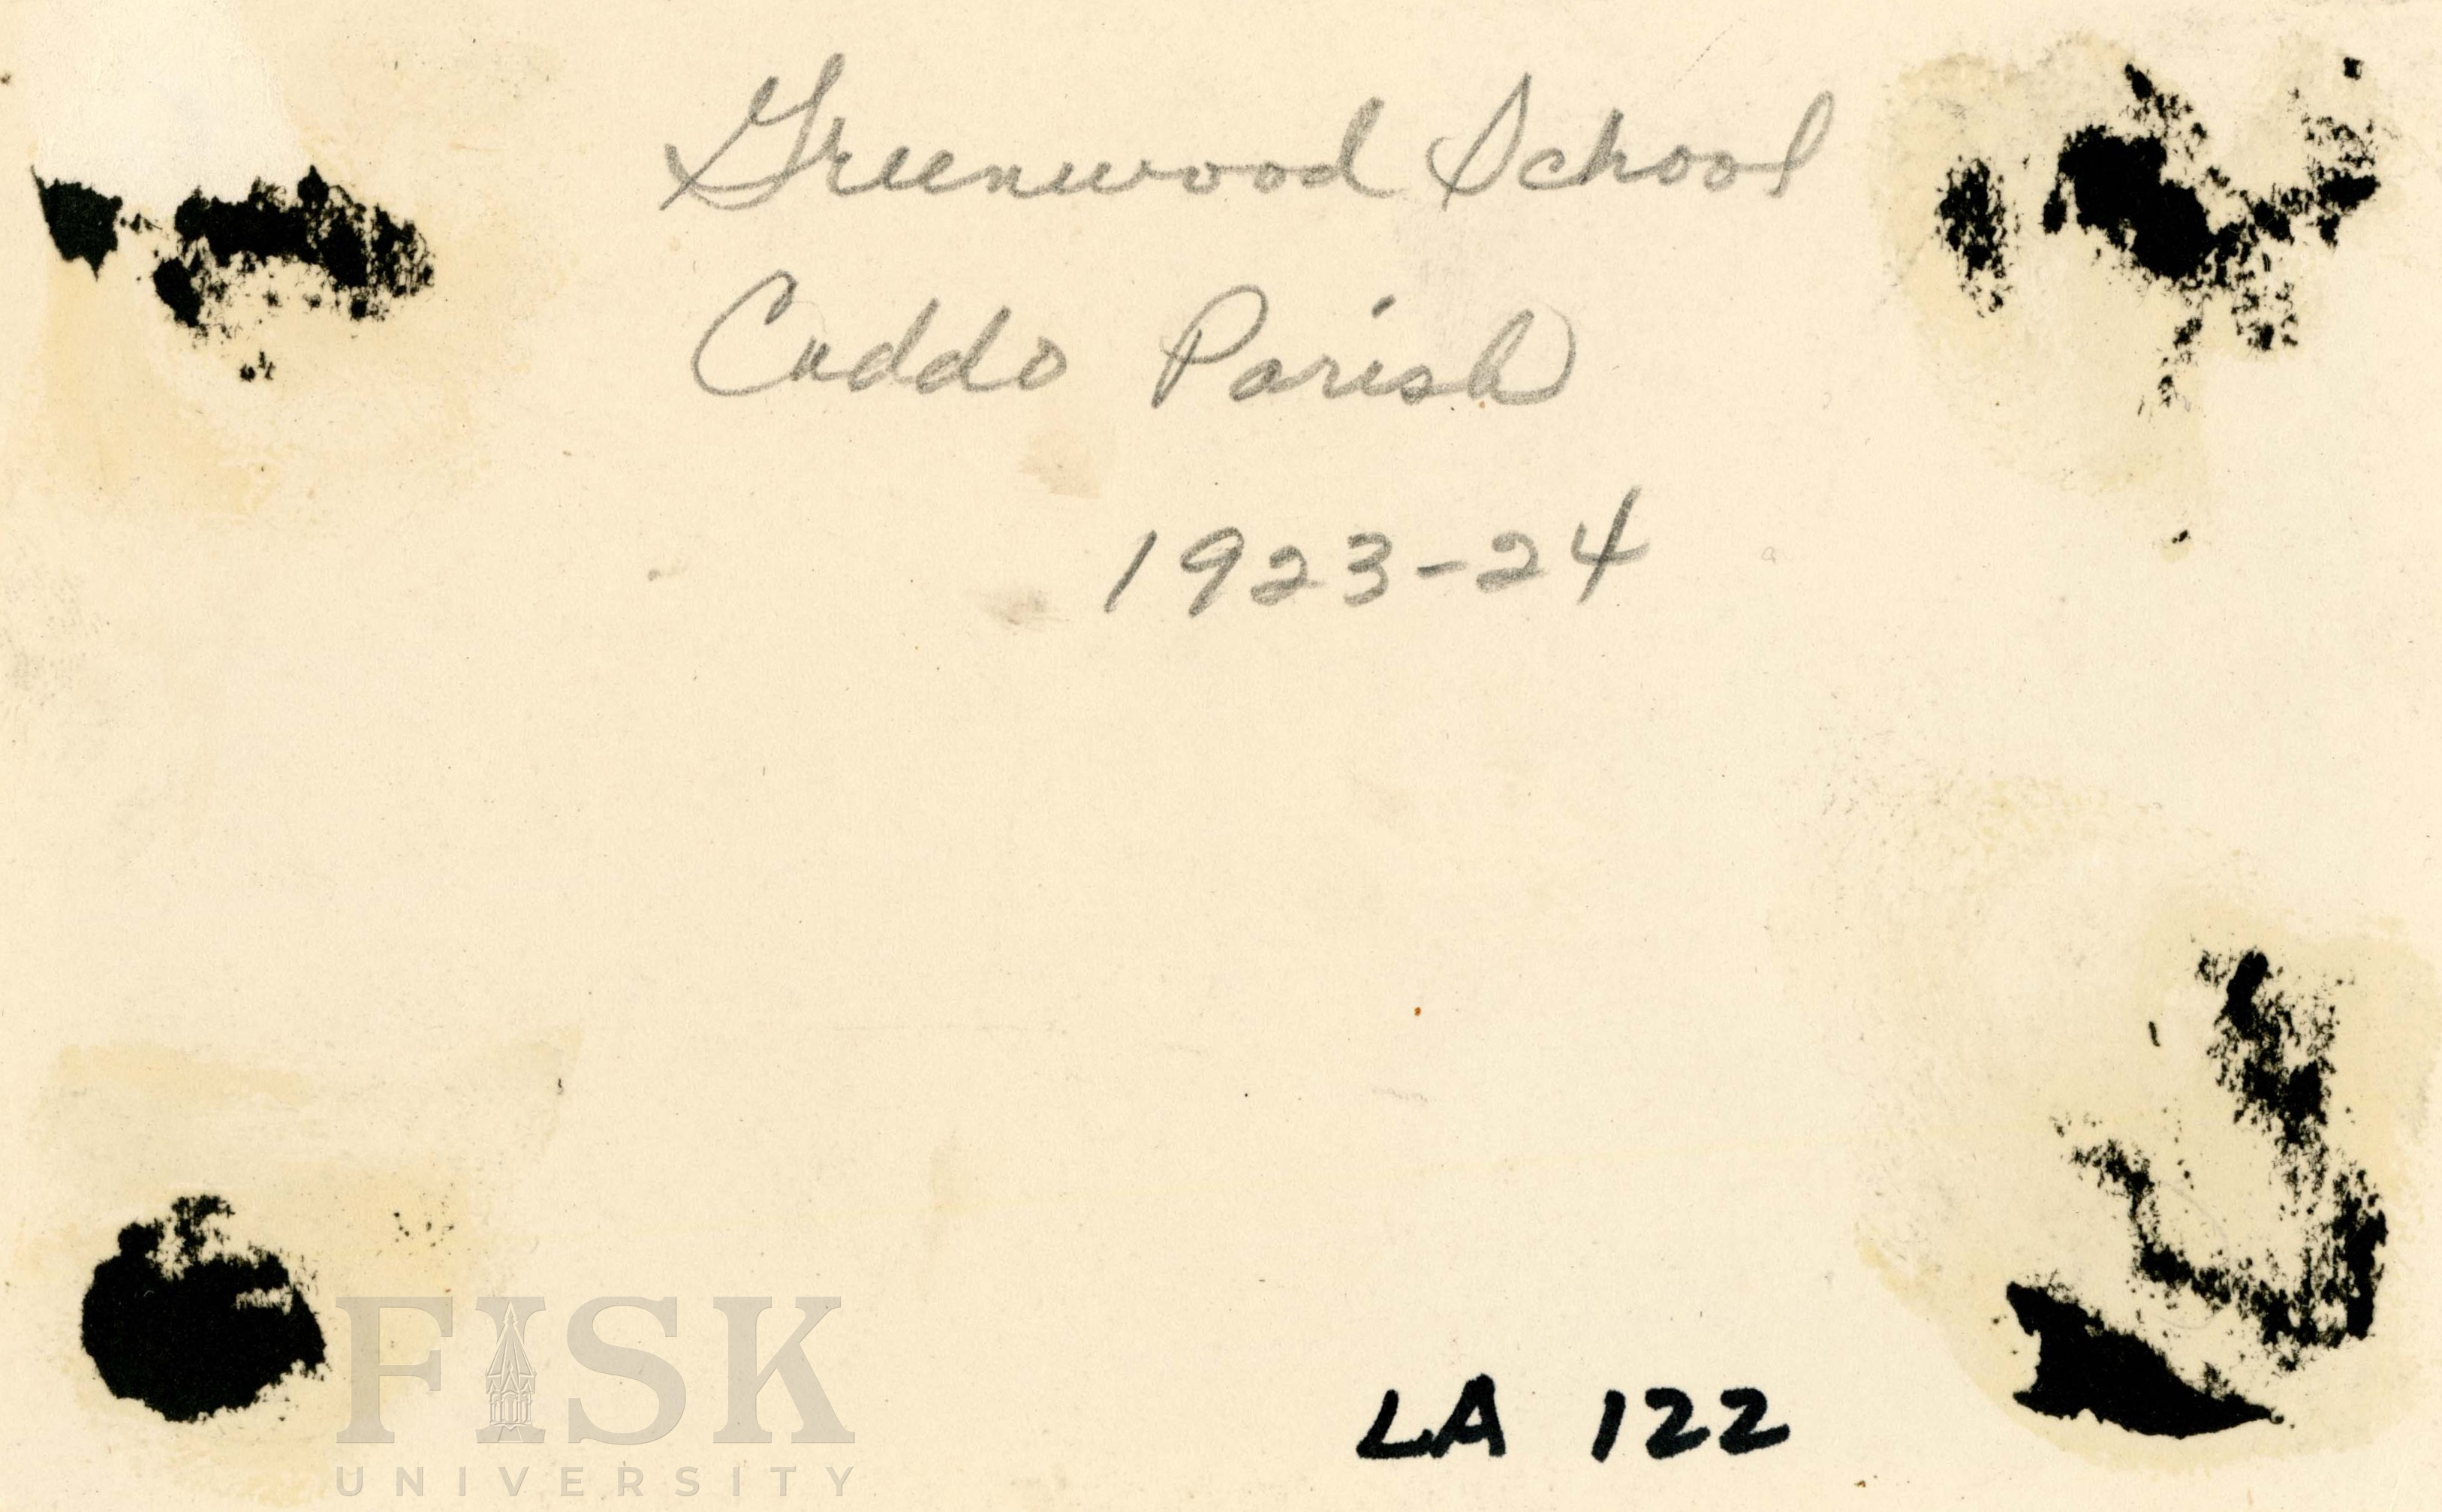 Greenwood School
Caddo Parish
1923-24
LA 122
FISK
UNIVERSITY